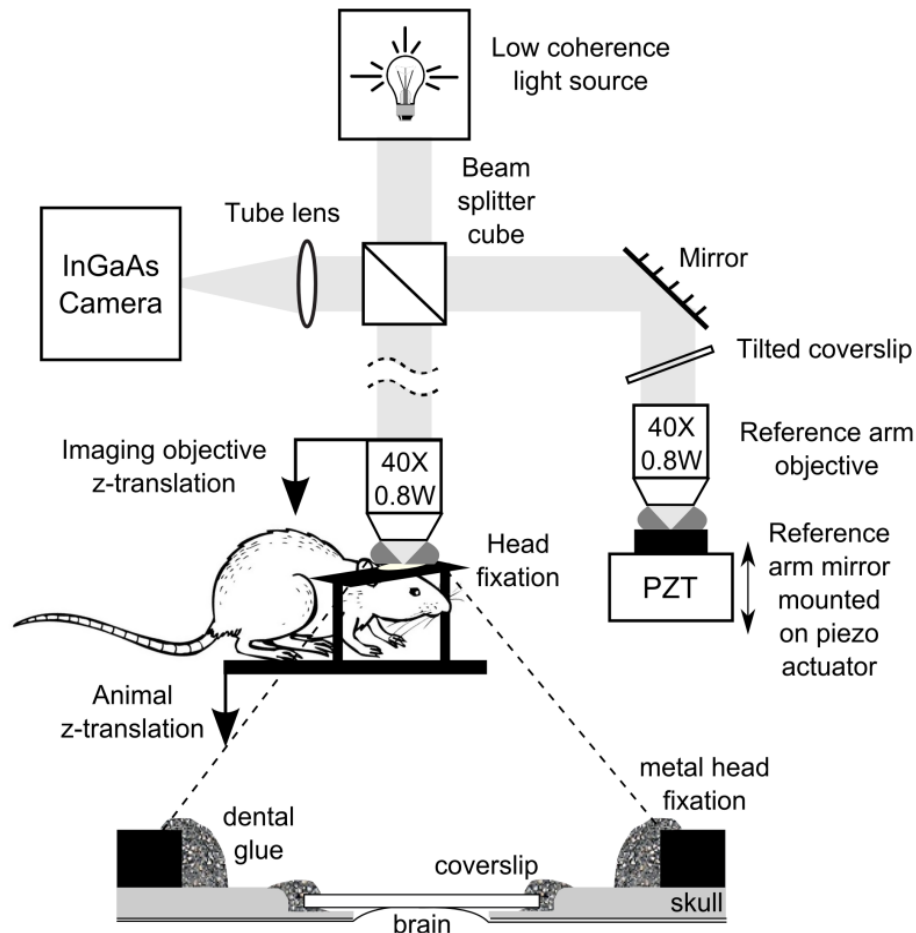 Low coherence
light source
Beam
splitter
cube
Tube lens
InGaAs
Camera
Mirror
Tilted coverslip
Imaging objective
z-translation
40X
0.8W
40X
0.8W
Reference arm
objective
Head
fixation
PZT
Reference
arm mirror
mounted
on piezo
actuator
Animal
z-translation
metal head
fixation
dental
glue
coverslip
skull
brain